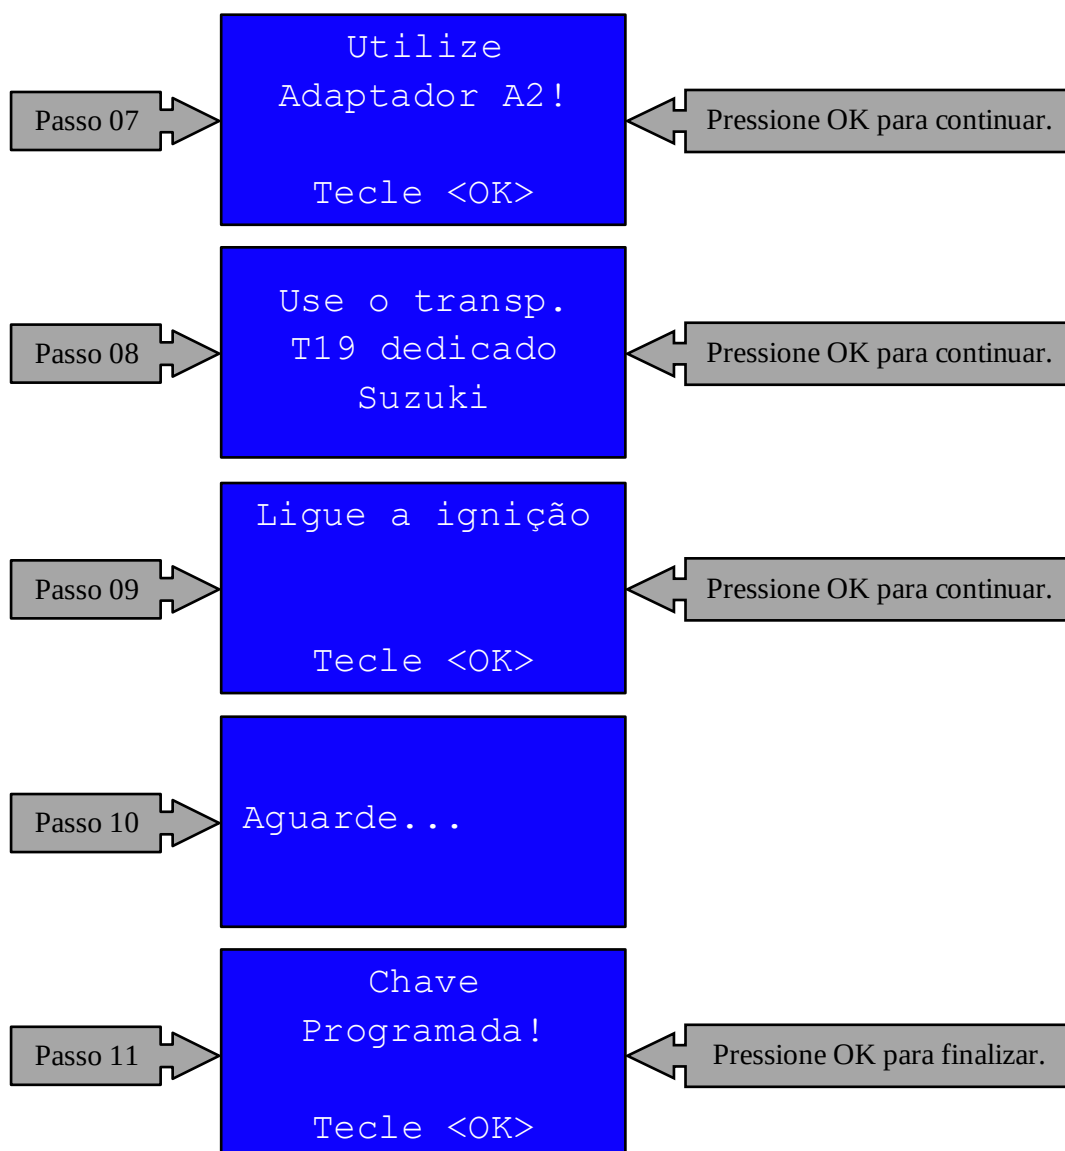 Utilize
Adaptador A2!
Passo 07
Pressione OK para continuar.
Tecle <OK>
Use o transp.
T19 dedicado
Suzuki
Passo 08
Pressione OK para continuar.
Ligue a ignição
Passo 09
Pressione OK para continuar.
Tecle <OK>
Passo 10
Aguarde...
Chave
Programada!
Passo 11
Pressione OK para finalizar.
Tecle <OK>